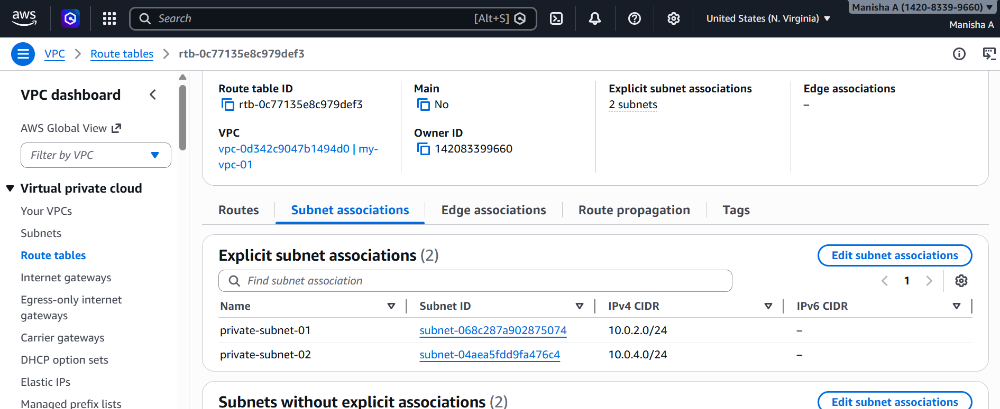 aws
Search
[Alt+S]
United States (N. Virginia)
Manisha A (1420-8339-9660)
Manisha A
VPC
Route tables
rtb-0c77135e8c979def3
VPC dashboard
AWS Global View
Filter by VPC
Virtual private cloud
Your VPCs
Subnets
Route tables
Internet gateways
Egress-only internet
gateways
Carrier gateways
DHCP option sets
Elastic IPs
Managed prefix lists
Route table ID
rtb-0c77135e8c979def3
Main
No
Explicit subnet associations
2 subnets
Edge associations
–
VPC
vpc-0d342c9047b1494d0 | my-
vpc-01
Owner ID
142083399660
Routes
Subnet associations
Edge associations
Route propagation
Tags
Explicit subnet associations (2)
Edit subnet associations
Find subnet association
1
Name
Subnet ID
IPv4 CIDR
IPv6 CIDR
private-subnet-01
subnet-068c287a902875074
10.0.2.0/24
–
private-subnet-02
subnet-04aea5fdd9fa476c4
10.0.4.0/24
–
Subnets without explicit associations (2)
Edit subnet associations